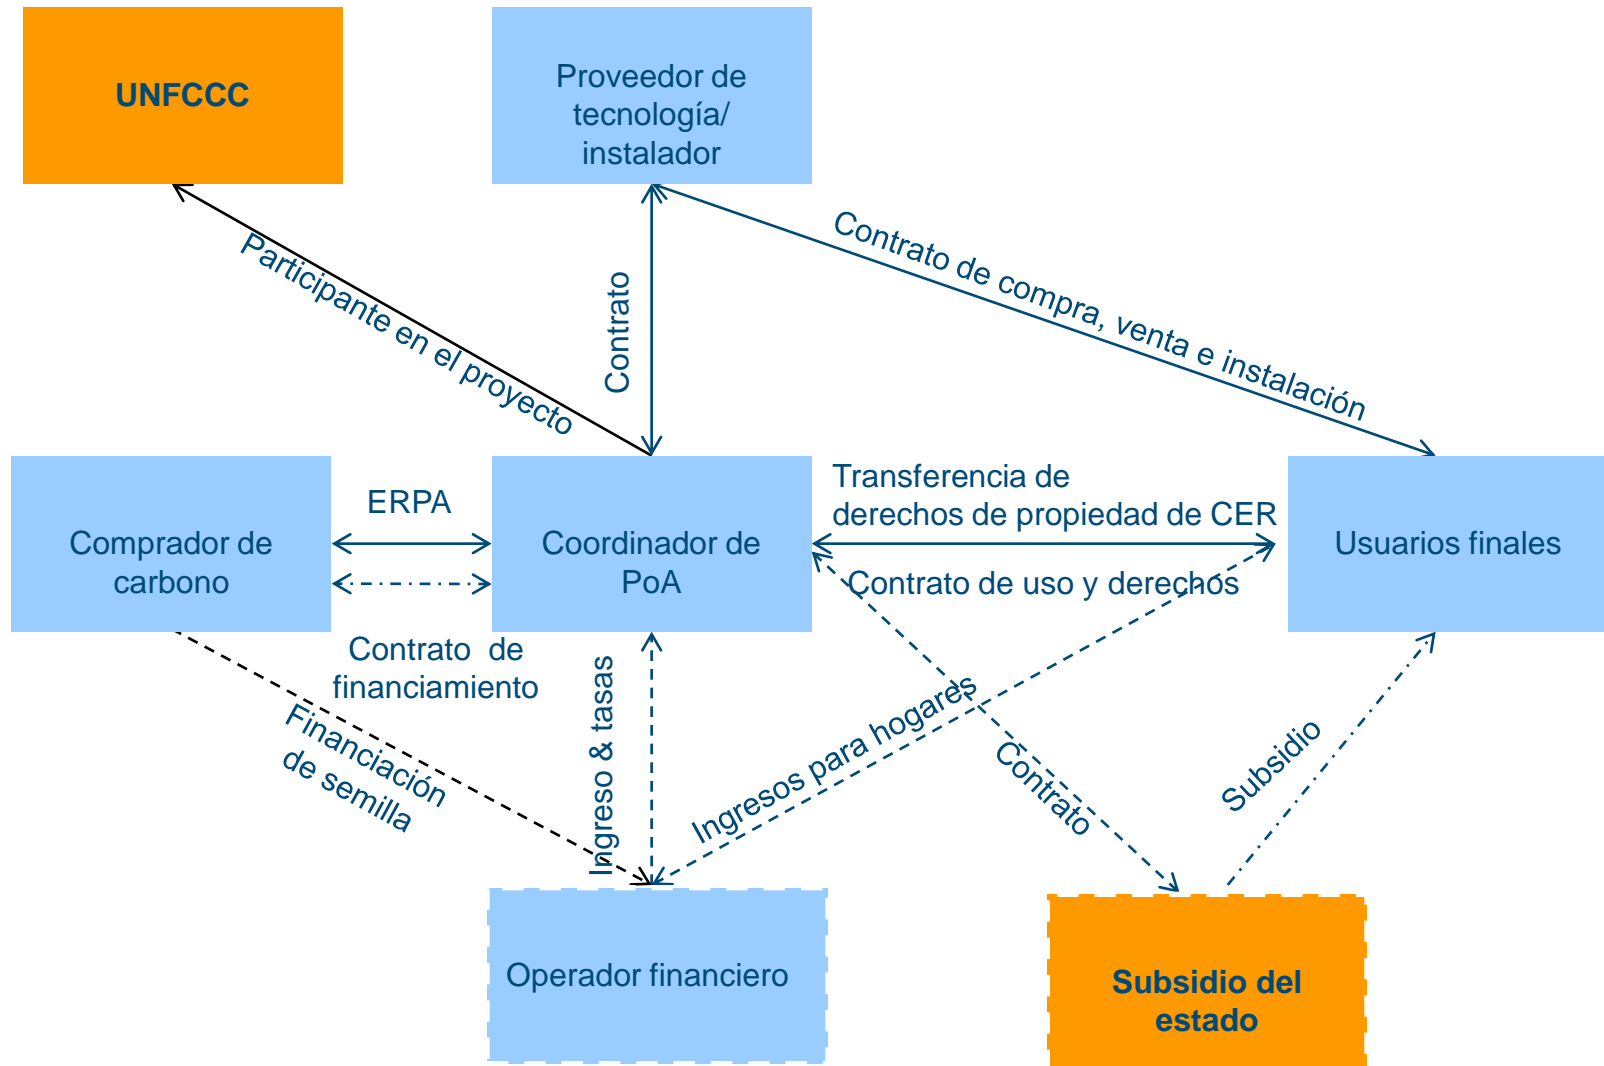 UNFCCC
Proveedor de
tecnología/
instalador
Participante en el proyecto
Contrato
Contrato de compra, venta e instalación
Comprador de
carbono
ERPA
Contrato de
financiamiento
Coordinador de
PoA
Transferencia de
derechos de propiedad de CER
Contrato de uso y derechos
Usuarios finales
Financiación
de semilla
Ingreso & tasas
Ingresos para hogares
Contrato
Subsidio
Operador financiero
Subsidio del
estado